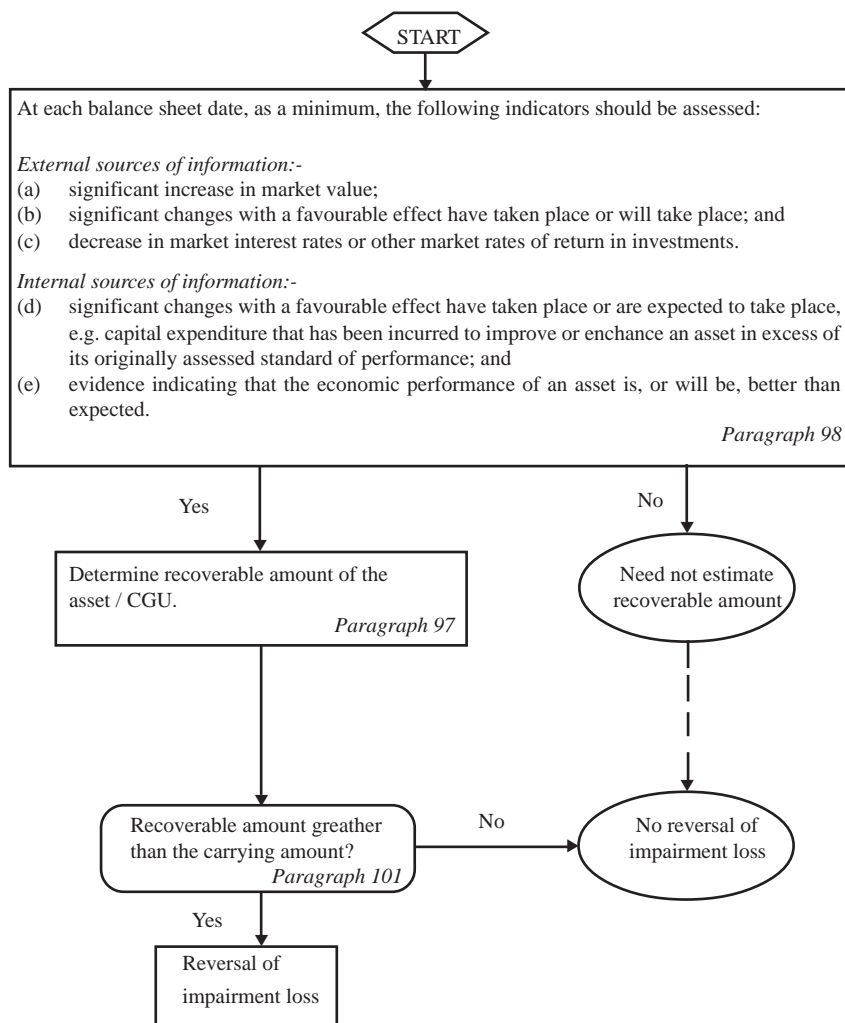 START
At each balance sheet date, as a minimum, the following indicators should be assessed:
External sources of information:-
(a) significant increase in market value;
(b) significant changes with a favourable effect have taken place or will take place; and
(c) decrease in market interest rates or other market rates of return in investments.
Internal sources of information:-
(d) significant changes with a favourable effect have taken place or are expected to take place,
e.g. capital expenditure that has been incurred to improve or enchance an asset in excess of
its originally assessed standard of performance; and
(e) evidence indicating that the economic performance of an asset is, or will be, better than
expected.
Paragraph 98
Yes
No
Determine recoverable amount of the
asset / CGU.
Paragraph 97
Need not estimate
recoverable amount
Recoverable amount greather
than the carrying amount?
Paragraph 101
No
No reversal of
impairment loss
Yes
Reversal of
impairment loss